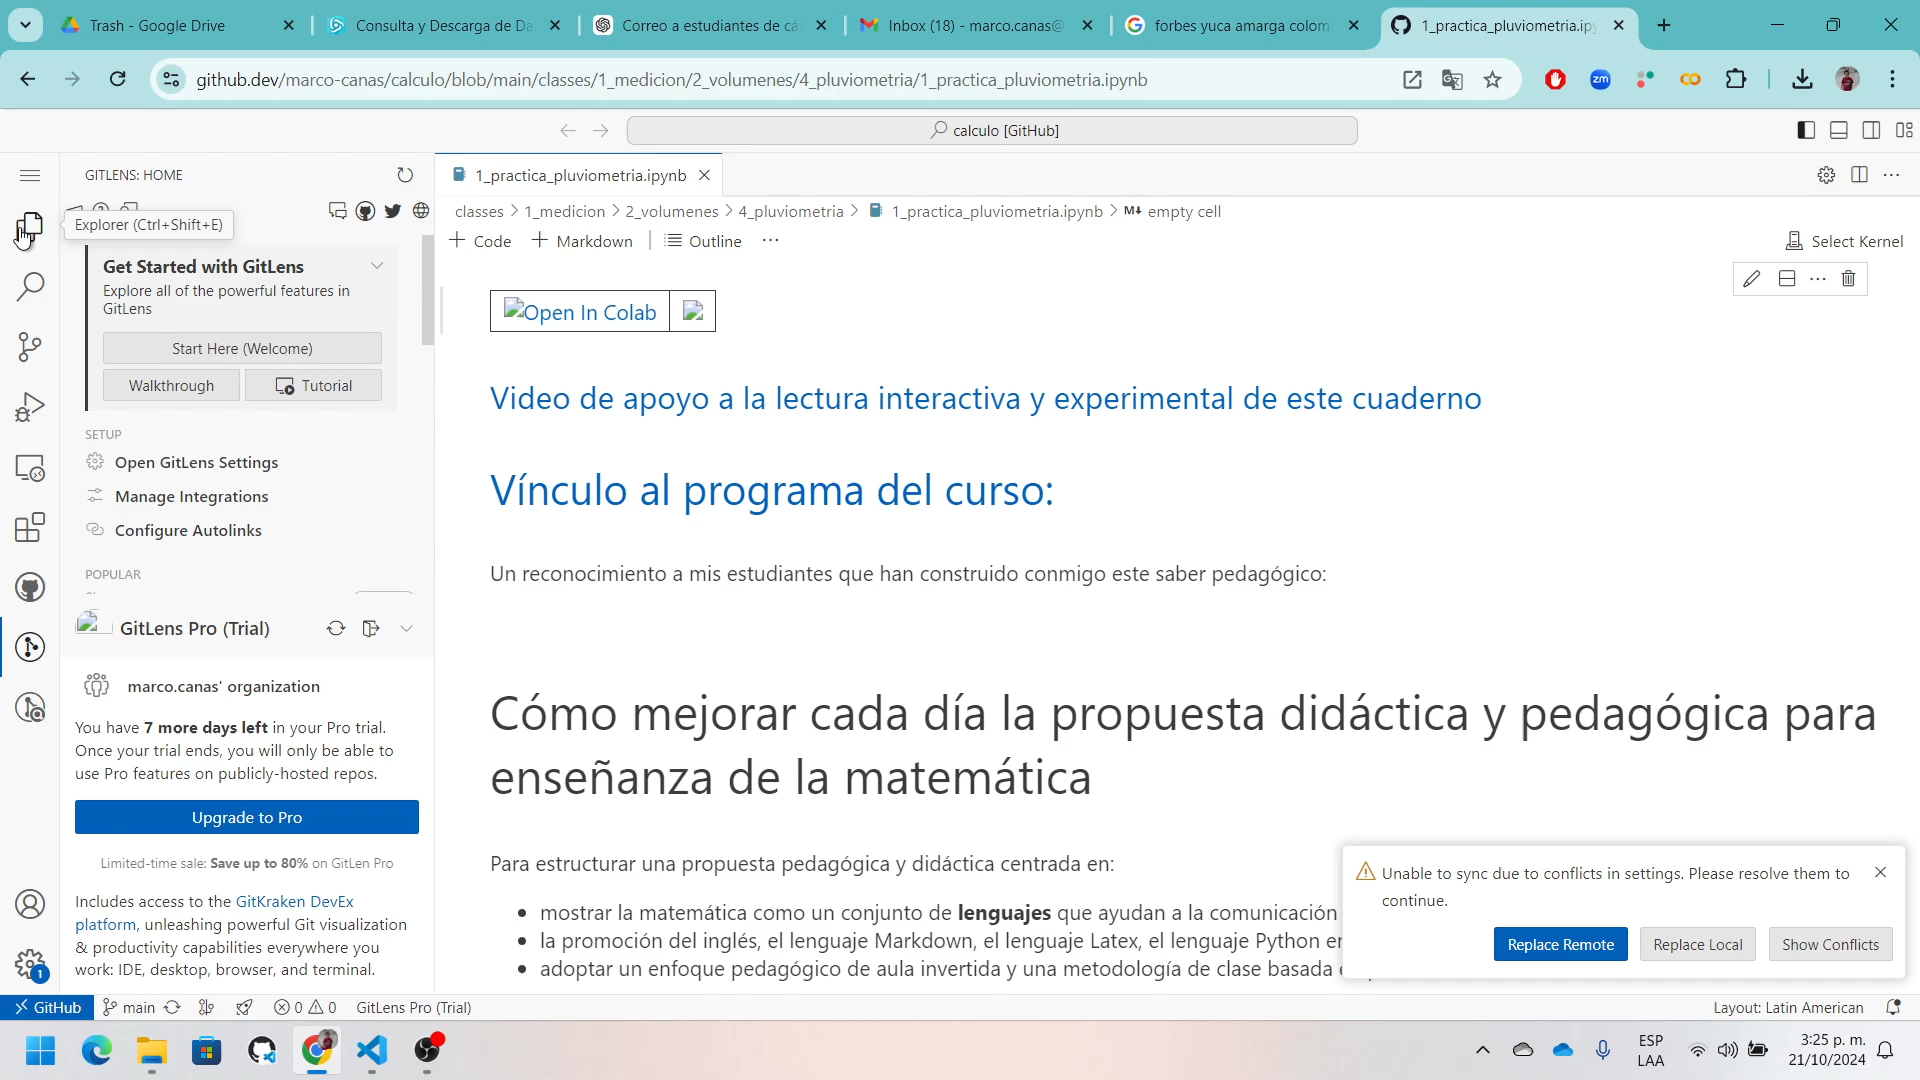 Trash - Google Drive
Consulta y Descarga de Da
Correo a estudiantes de cá
Inbox (18) - marco.canas@
forbes yuca amarga colom
1_practica_pluviometria.ip
github.dev/marco-canas/calculo/blob/main/classes/1_medicion/2_volumenes/4_pluviometria/1_practica_pluviometria.ipynb
zm
calculo [GitHub]
GITLENS: HOME
Explorer (Ctrl+Shift+E)
Get Started with GitLens
Explore all of the powerful features in
GitLens
Start Here (Welcome)
Walkthrough
Tutorial
SETUP
Open GitLens Settings
Manage Integrations
Configure Autolinks
POPULAR
GitLens Pro (Trial)
marco.canas' organization
You have 7 more days left in your Pro trial.
Once your trial ends, you will only be able to
use Pro features on publicly-hosted repos.
Upgrade to Pro
Limited-time sale: Save up to 80% on GitLen Pro
Includes access to the GitKraken DevEx
platform, unleashing powerful Git visualization
& productivity capabilities everywhere you
work: IDE, desktop, browser, and terminal.
1_practica_pluviometria.ipynb
classes > 1_medicion > 2_volumenes > 4_pluviometria > 1_practica_pluviometria.ipynb > M↓ empty cell
+ Code + Markdown Outline ...
Select Kernel
Open In Colab
Video de apoyo a la lectura interactiva y experimental de este cuaderno
Vínculo al programa del curso:
Un reconocimiento a mis estudiantes que han construido conmigo este saber pedagógico:
Cómo mejorar cada día la propuesta didáctica y pedagógica para
enseñanza de la matemática
Para estructurar una propuesta pedagógica y didáctica centrada en:
• mostrar la matemática como un conjunto de lenguajes que ayudan a la comunicación
• la promoción del inglés, el lenguaje Markdown, el lenguaje Latex, el lenguaje Python
• adoptar un enfoque pedagógico de aula invertida y una metodología de clase basada
Unable to sync due to conflicts in settings. Please resolve them to
continue.
Replace Remote
Replace Local
Show Conflicts
1
GitHub
main
0 0
GitLens Pro (Trial)
Layout: Latin American
ESP
LAA
3:25 p. m.
21/10/2024